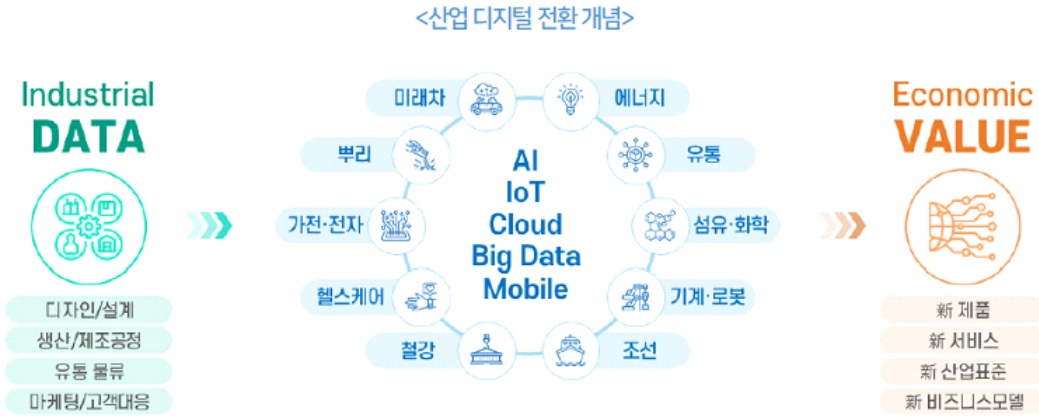 <산업 디지털 전환 개념>
Industrial
DATA
디자인/설계
생산/제조공정
유통 물류
마케팅/고객대응
미래차
뿌리
가전·전자
헬스케어
철강
AI
IoT
Cloud
Big Data
Mobile
에너지
유통
섬유·화학
기계·로봇
조선
Economic
VALUE
新 제품
新 서비스
新 산업표준
新 비즈니스모델